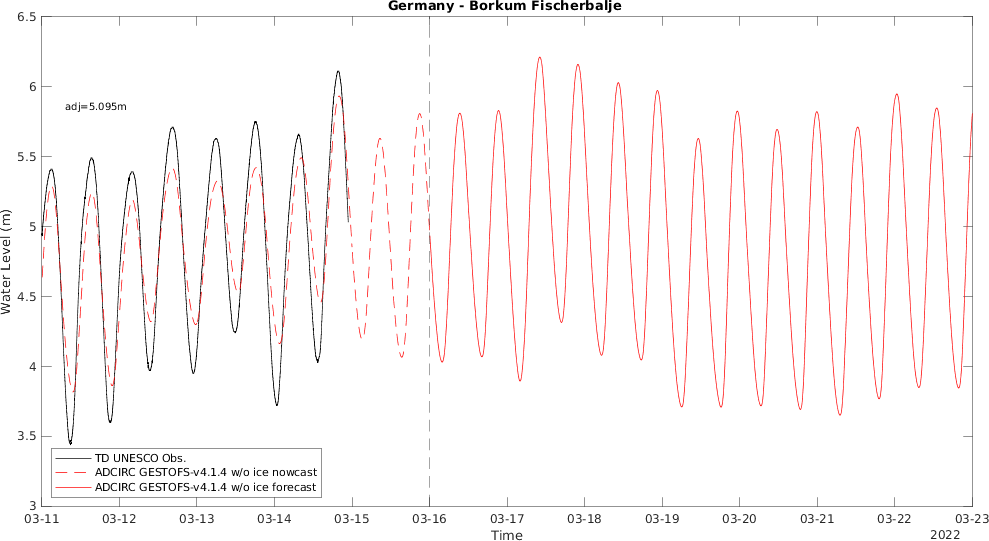 Germany - Borkum Fischerbalje
6.5
6
5.5
5
4.5
4
3.5
3
Water Level (m)
adj=5.095m
TD UNESCO Obs.
ADCIRC GESTOFS-v4.1.4 w/o ice nowcast
ADCIRC GESTOFS-v4.1.4 w/o ice forecast
03-11 03-12 03-13 03-14 03-15 03-16 03-17 03-18 03-19 03-20 03-21 03-22 03-23
Time
2022